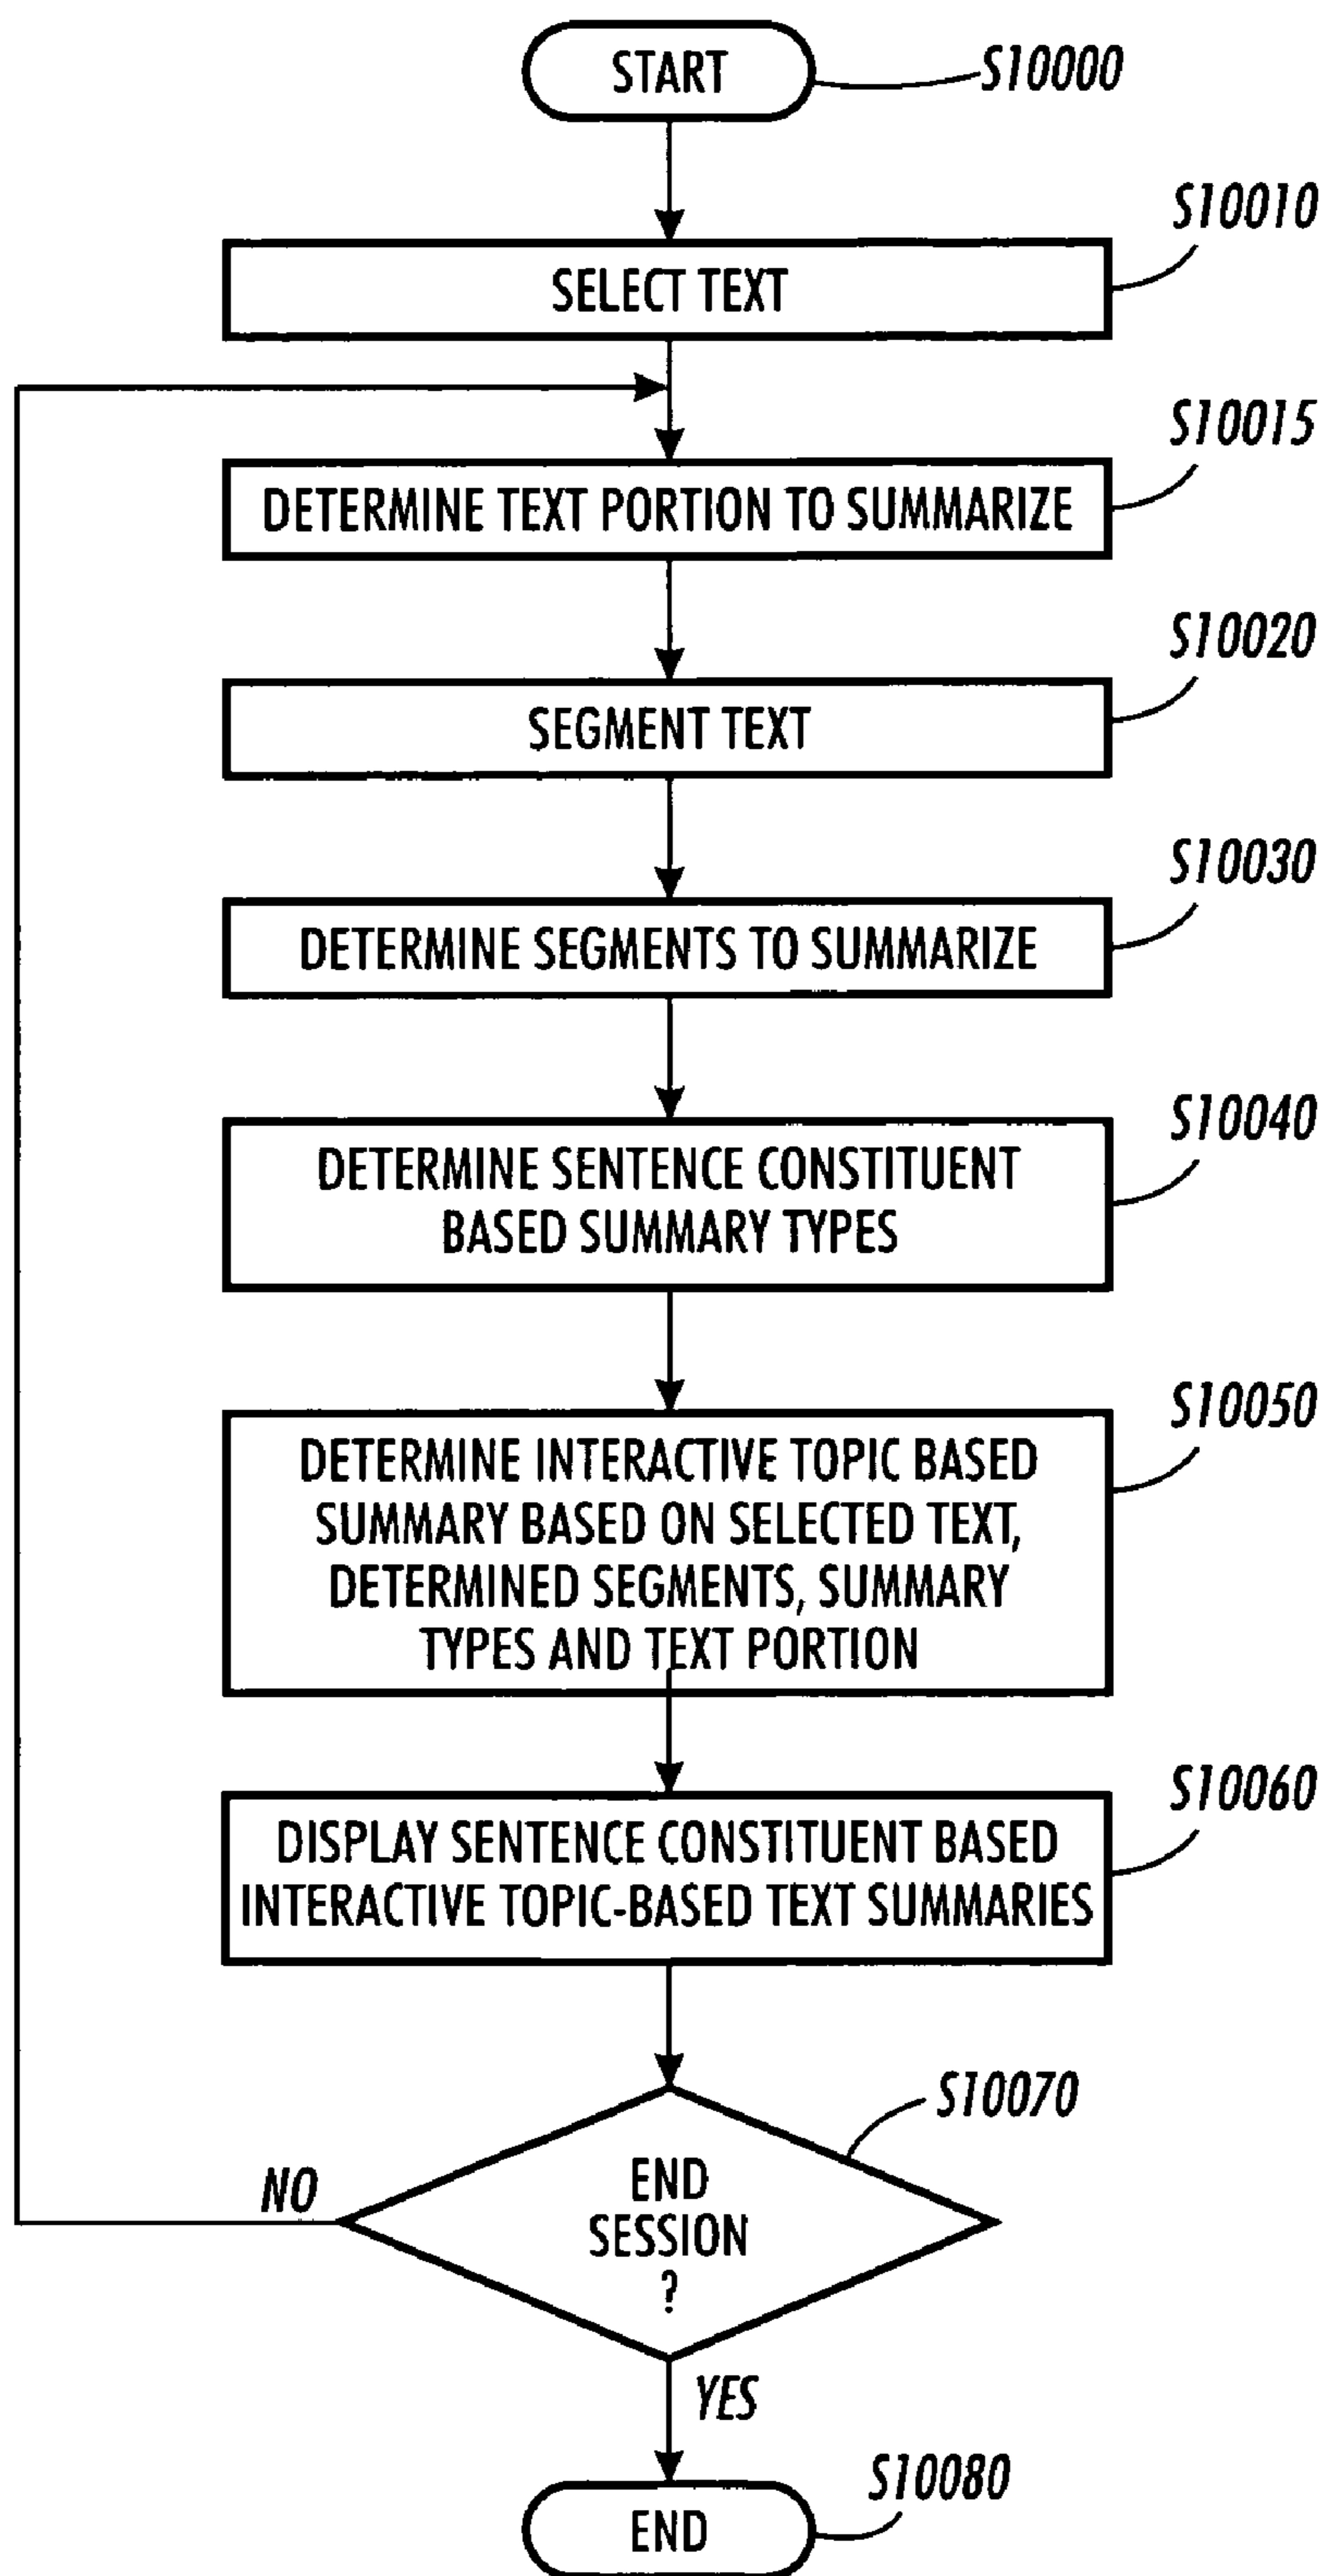 START
S10000
S10010
SELECT TEXT
S10015
DETERMINE TEXT PORTION TO SUMMARIZE
S10020
SEGMENT TEXT
S10030
DETERMINE SEGMENTS TO SUMMARIZE
S10040
DETERMINE SENTENCE CONSTITUENT
BASED SUMMARY TYPES
S10050
DETERMINE INTERACTIVE TOPIC BASED
SUMMARY BASED ON SELECTED TEXT,
DETERMINED SEGMENTS, SUMMARY
TYPES AND TEXT PORTION
S10060
DISPLAY SENTENCE CONSTITUENT BASED
INTERACTIVE TOPIC-BASED TEXT SUMMARIES
S10070
NO
END
SESSION
?
YES
S10080
END